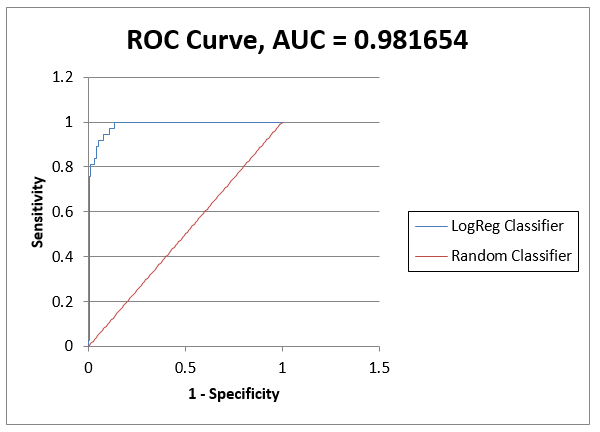 ROC Curve, AUC = 0.981654
1.2
1
0.8
0.6
0.4
0.2
0
Sensitivity
0 0.5 1 1.5
1 - Specificity
LogReg Classifier
Random Classifier